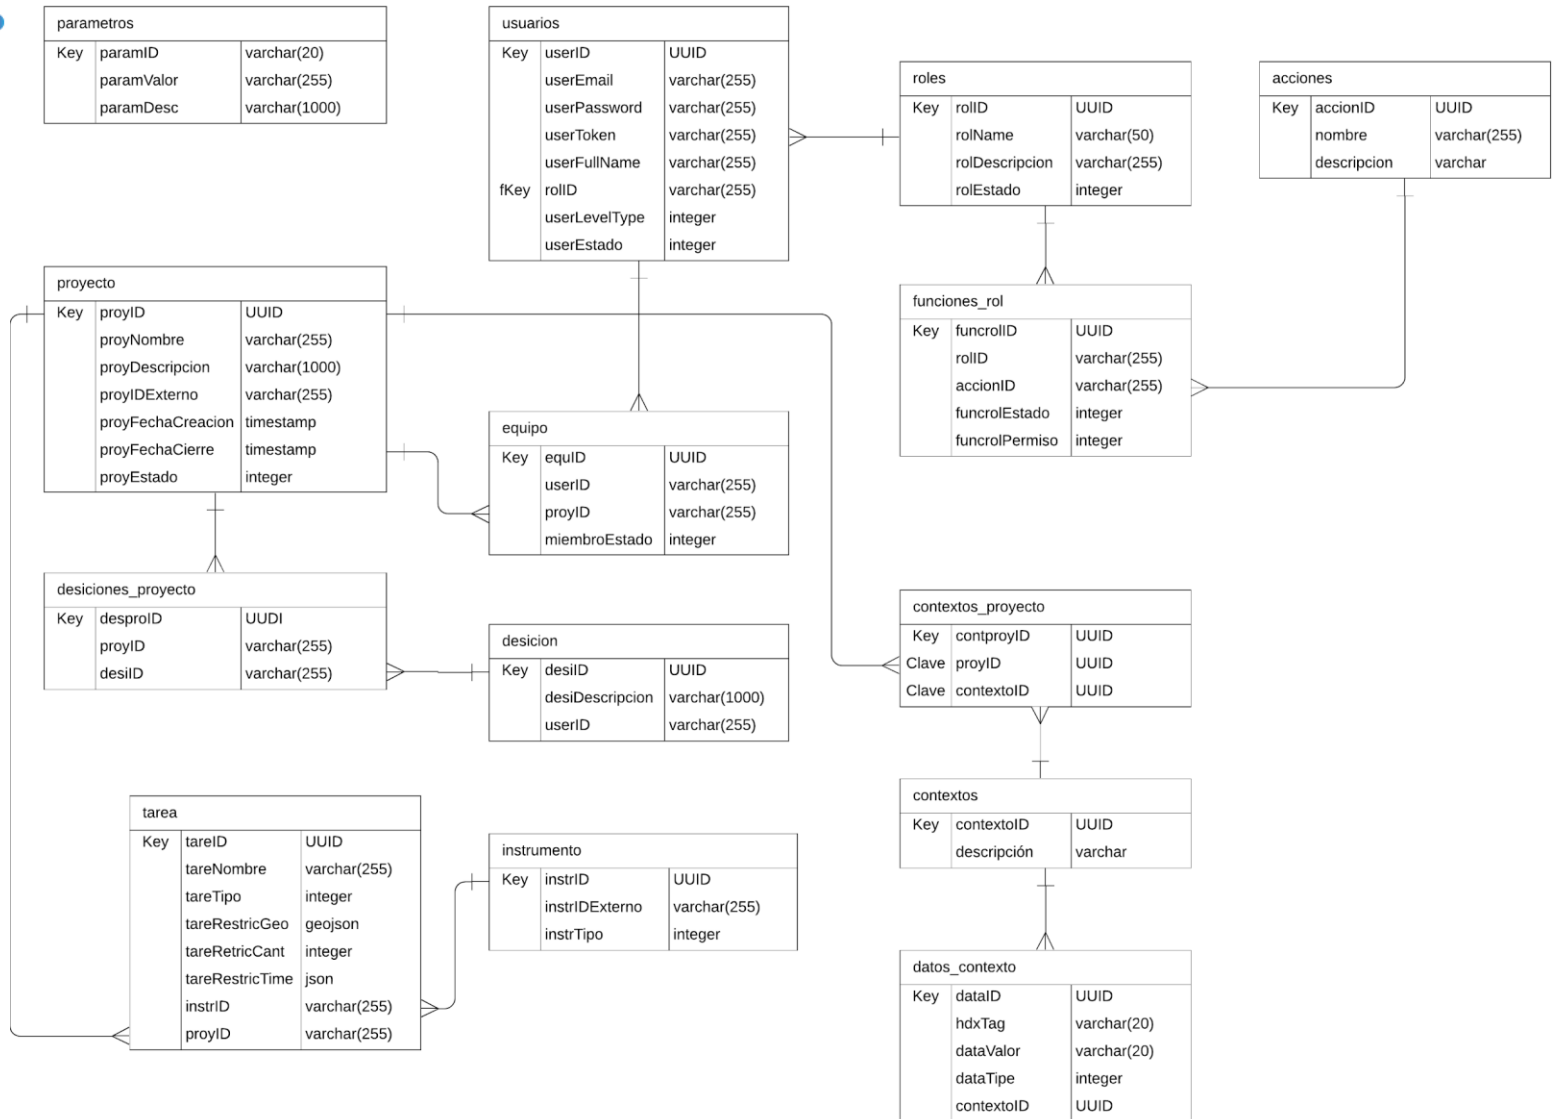 parametros
Key paramID varchar(20)
paramValor varchar(255)
paramDesc varchar(1000)
usuarios
Key userID UUID
userEmail varchar(255)
userPassword varchar(255)
userToken varchar(255)
userFullName varchar(255)
fKey rolID varchar(255)
userLevelType integer
userEstado integer
roles
Key rolID UUID
rolName varchar(50)
rolDescripcion varchar(255)
rolEstado integer
acciones
Key accionID UUID
nombre varchar(255)
descripcion varchar
proyecto
Key proyID UUID
proyNombre varchar(255)
proyDescripcion varchar(1000)
proyIDExterno varchar(255)
proyFechaCreacion timestamp
proyFechaCierre timestamp
proyEstado integer
funciones_rol
Key funcrolID UUID
rolID varchar(255)
accionID varchar(255)
funcrolEstado integer
funcrolPermiso integer
equipo
Key equID UUID
userID varchar(255)
proyID varchar(255)
miembroEstado integer
desiciones_proyecto
Key desproID UUDI
proyID varchar(255)
desiID varchar(255)
desicion
Key desiID UUID
desiDescripcion varchar(1000)
userID varchar(255)
contextos_proyecto
Key contproyID UUID
Clave proyID UUID
Clave contextoID UUID
tarea
Key tareID UUID
tareNombre varchar(255)
tareTipo integer
tareRestricGeo geojson
tareRetricCant integer
tareRestricTime json
instrID varchar(255)
proyID varchar(255)
instrumento
Key instrID UUID
instrIDExterno varchar(255)
instrTipo integer
contextos
Key contextoID UUID
descripción varchar
datos_contexto
Key dataID UUID
hdxTag varchar(20)
dataValor varchar(20)
dataTipe integer
contextoID UUID